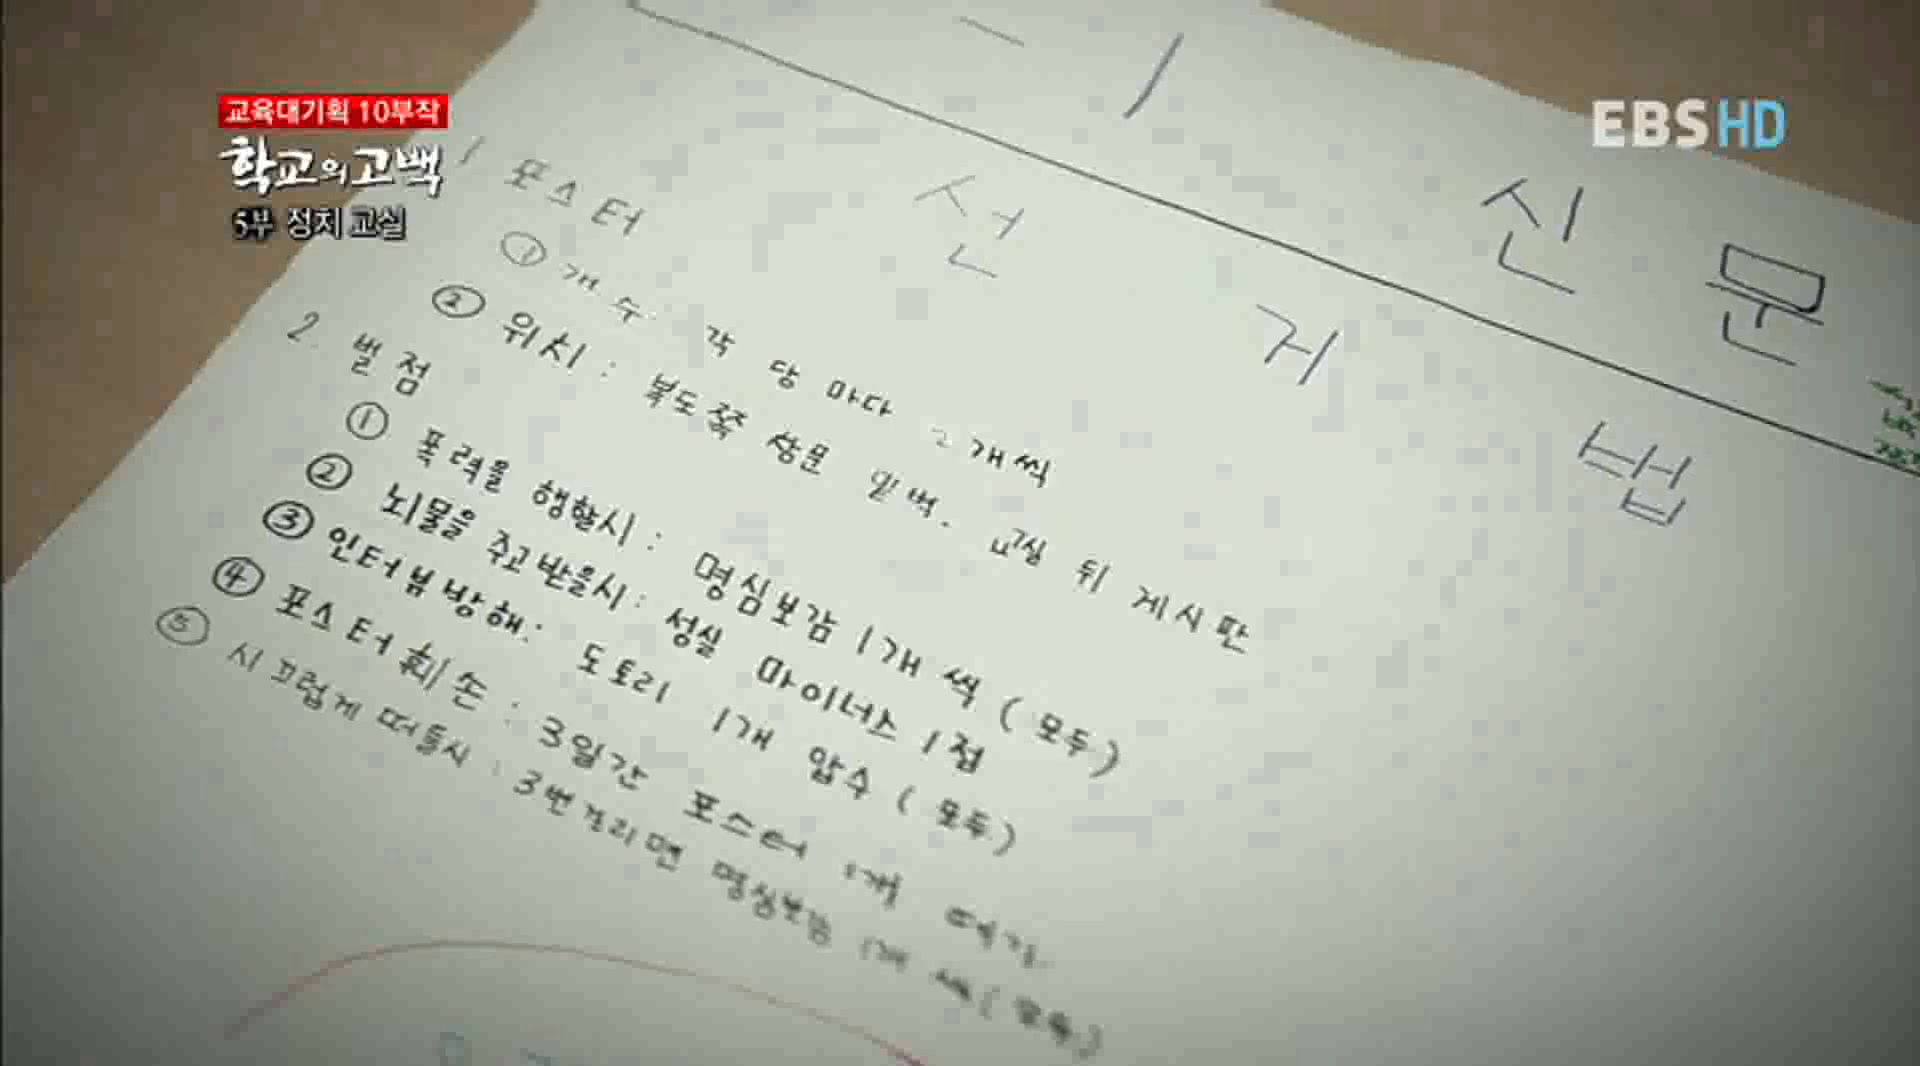 교육대기획 10부작
학교의 고백
5부 정치 교실
EBS HD
신문
선거법
1 포스터
① 개수: 각 당 마다 2개씩
② 위치: 복도쪽 창문 밑 벽. 교실 뒤 게시판
2. 벌점
① 폭력을 행할시: 명심보감 1개 씩 (모두)
② 뇌물을 주고받을시: 성실 마이너스 1점
③ 인터뷰 방해: 도토리 1개 압수 (모두)
④ 포스터 훼손: 3일간 포스터 1개 떼기.
⑤ 시끄럽게 떠들시: 3번 걸리면 명심보감 1개 씩 (모두)